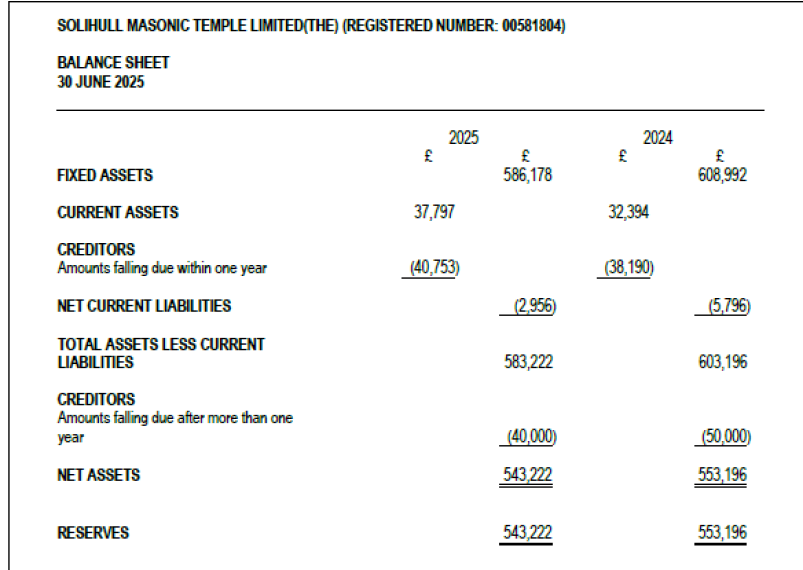 SOLIHULL MASONIC TEMPLE LIMITED(THE) (REGISTERED NUMBER: 00581804)
BALANCE SHEET
30 JUNE 2025
2025 2024
£ £ £ £
FIXED ASSETS 586,178 608,992
CURRENT ASSETS 37,797 32,394
CREDITORS
Amounts falling due within one year (40,753) (38,190)
NET CURRENT LIABILITIES (2,956) (5,796)
TOTAL ASSETS LESS CURRENT
LIABILITIES 583,222 603,196
CREDITORS
Amounts falling due after more than one
year (40,000) (50,000)
NET ASSETS 543,222 553,196
RESERVES 543,222 553,196